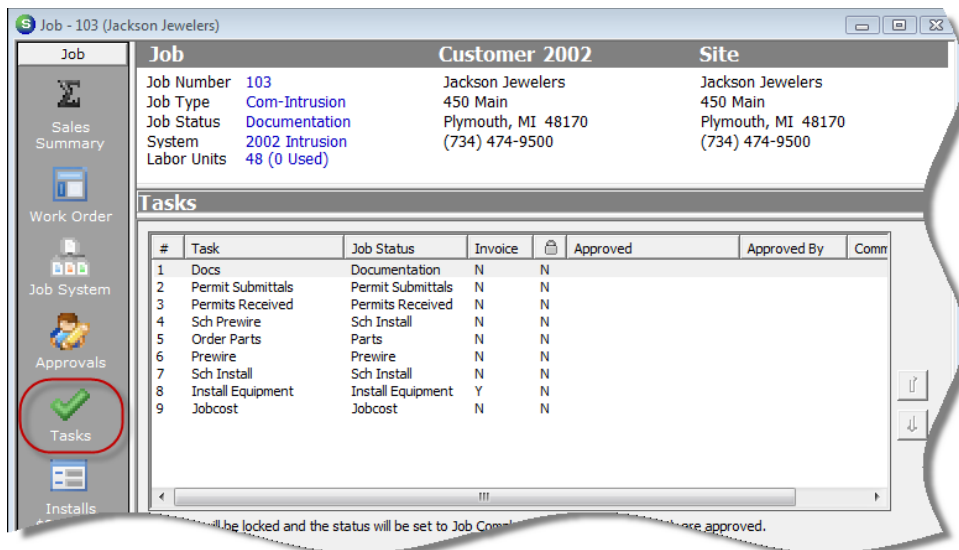 Job - 103 (Jackson Jewelers)
Job
Sales
Summary
Work Order
Job System
Approvals
Tasks
Installs
Job Customer 2002 Site
Job Number 103 Jackson Jewelers Jackson Jewelers
Job Type Com-Intrusion 450 Main 450 Main
Job Status Documentation Plymouth, MI 48170 Plymouth, MI 48170
System 2002 Intrusion (734) 474-9500 (734) 474-9500
Labor Units 48 (0 Used)
Tasks
# Task Job Status Invoice Approved Approved By Comm
1 Docs Documentation N N
2 Permit Submittals Permit Submittals N N
3 Permits Received Permits Received N N
4 Sch Prewire Sch Install N N
5 Order Parts Parts N N
6 Prewire Prewire N N
7 Sch Install Sch Install N N
8 Install Equipment Install Equipment Y N
9 Jobcost Jobcost N N
be locked and the status will be set to Job are approved.